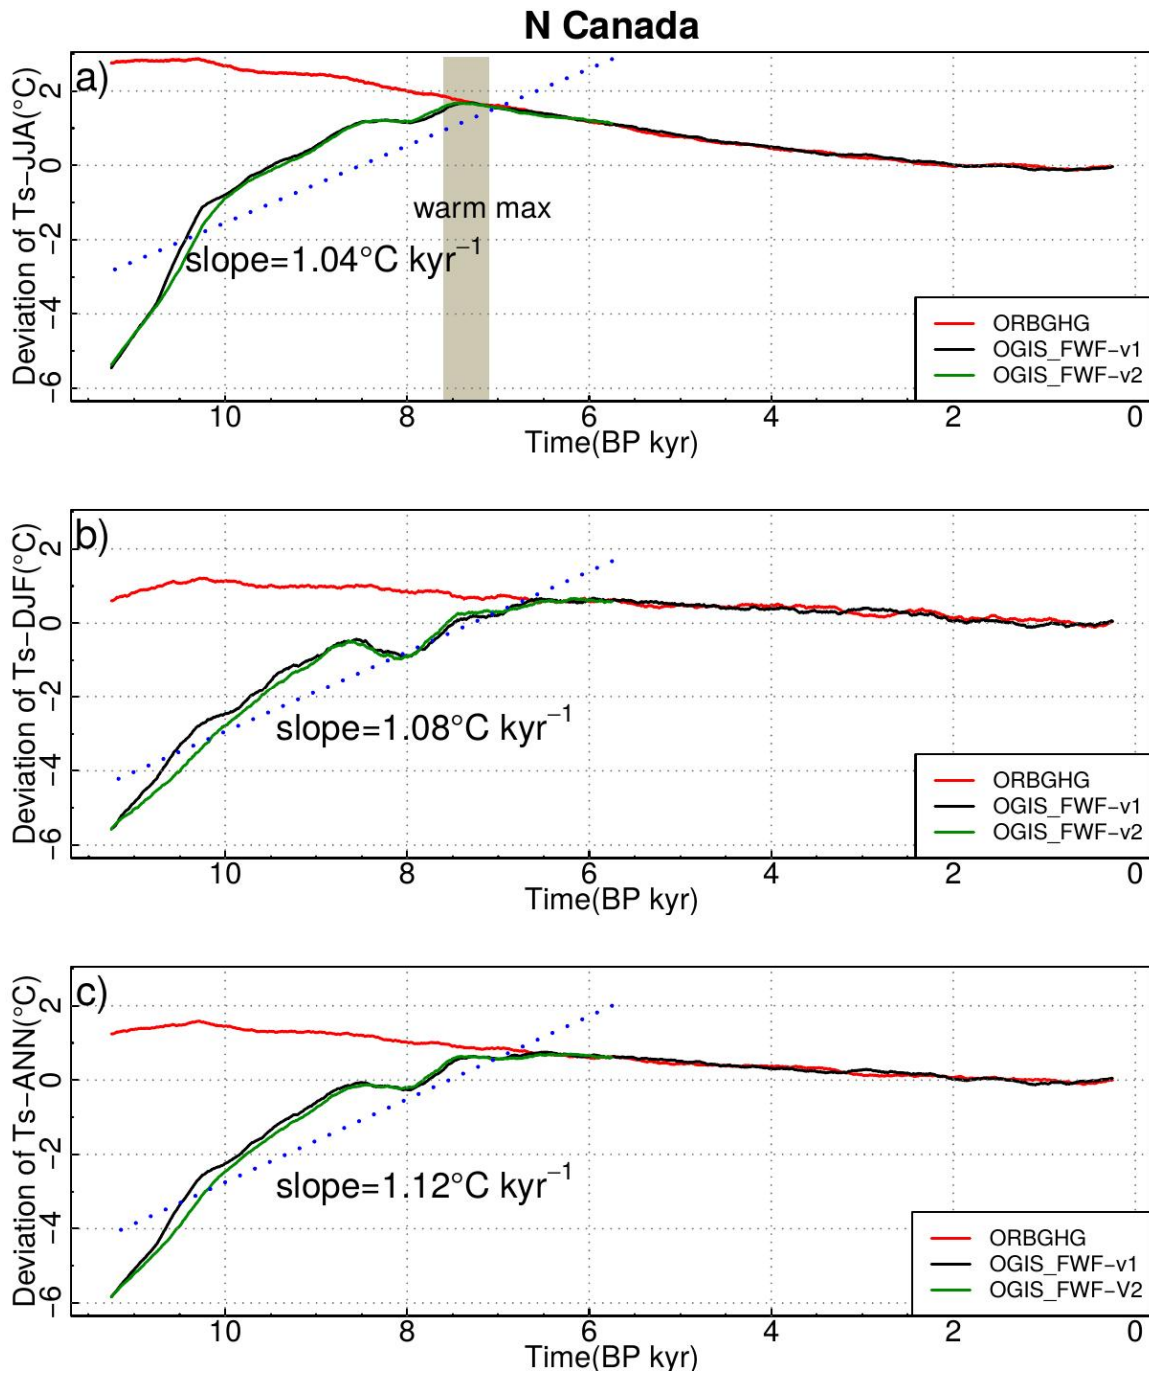 N Canada
a)
Deviation of Ts−JJA(°C)
2
0
−2
−4
−6
warm max
slope=1.04°C kyr⁻¹
ORBGHG
OGIS_FWF−v1
OGIS_FWF−v2
10 8 6 4 2 0
Time(BP kyr)
b)
Deviation of Ts−DJF(°C)
2
0
−2
−4
−6
slope=1.08°C kyr⁻¹
ORBGHG
OGIS_FWF−v1
OGIS_FWF−v2
10 8 6 4 2 0
Time(BP kyr)
c)
Deviation of Ts−ANN(°C)
2
0
−2
−4
−6
slope=1.12°C kyr⁻¹
ORBGHG
OGIS_FWF−v1
OGIS_FWF−V2
10 8 6 4 2 0
Time(BP kyr)